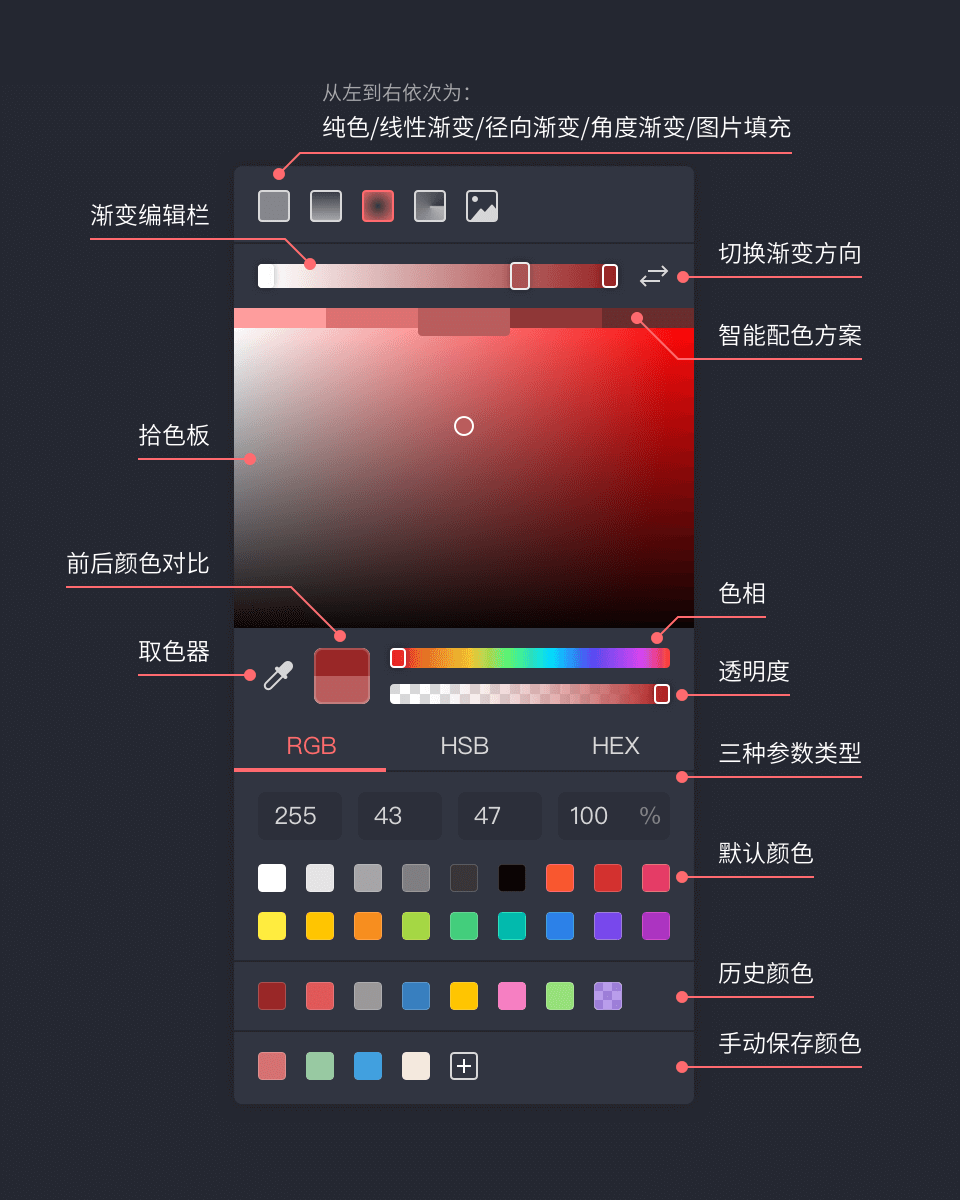 从左到右依次为：
纯色/线性渐变/径向渐变/角度渐变/图片填充
渐变编辑栏
切换渐变方向
智能配色方案
拾色板
前后颜色对比
色相
取色器
透明度
RGB HSB HEX
三种参数类型
255 43 47 100 %
默认颜色
历史颜色
手动保存颜色